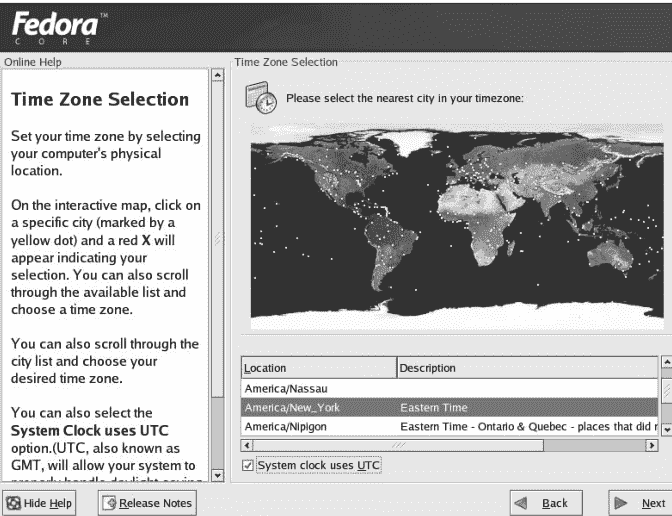 Fedora™
CORE
Online Help
Time Zone Selection
Set your time zone by selecting
your computer's physical
location.
On the interactive map, click on
a specific city (marked by a
yellow dot) and a red X will
appear indicating your
selection. You can also scroll
through the available list and
choose a time zone.
You can also scroll through the
city list and choose your
desired time zone.
You can also select the
System Clock uses UTC
option.(UTC, also known as
GMT, will allow your system to
properly handle daylight saving
Time Zone Selection
Please select the nearest city in your timezone:
Location Description
America/Nassau
America/New_York Eastern Time
America/Nipigon Eastern Time - Ontario & Quebec - places that did
System clock uses UTC
Hide Help Release Notes Back Next